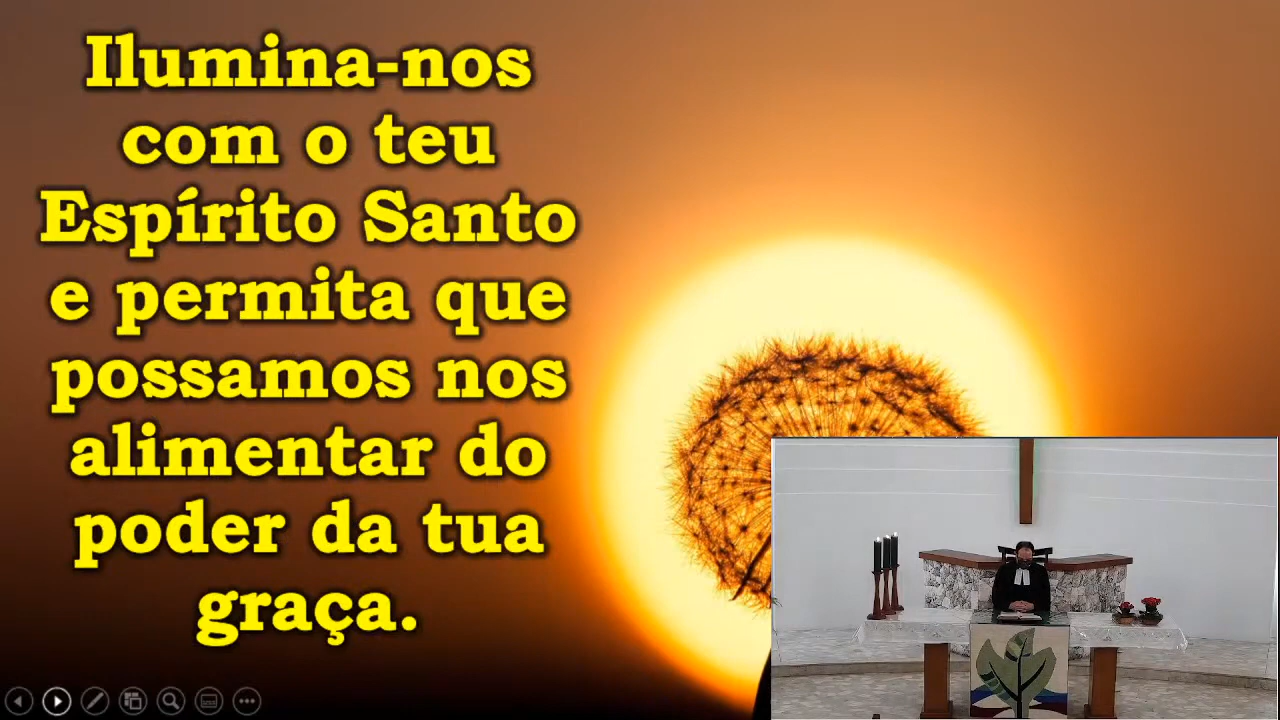 Ilumina-nos
com o teu
Espírito Santo
e permita que
possamos nos
alimentar do
poder da tua
graça.